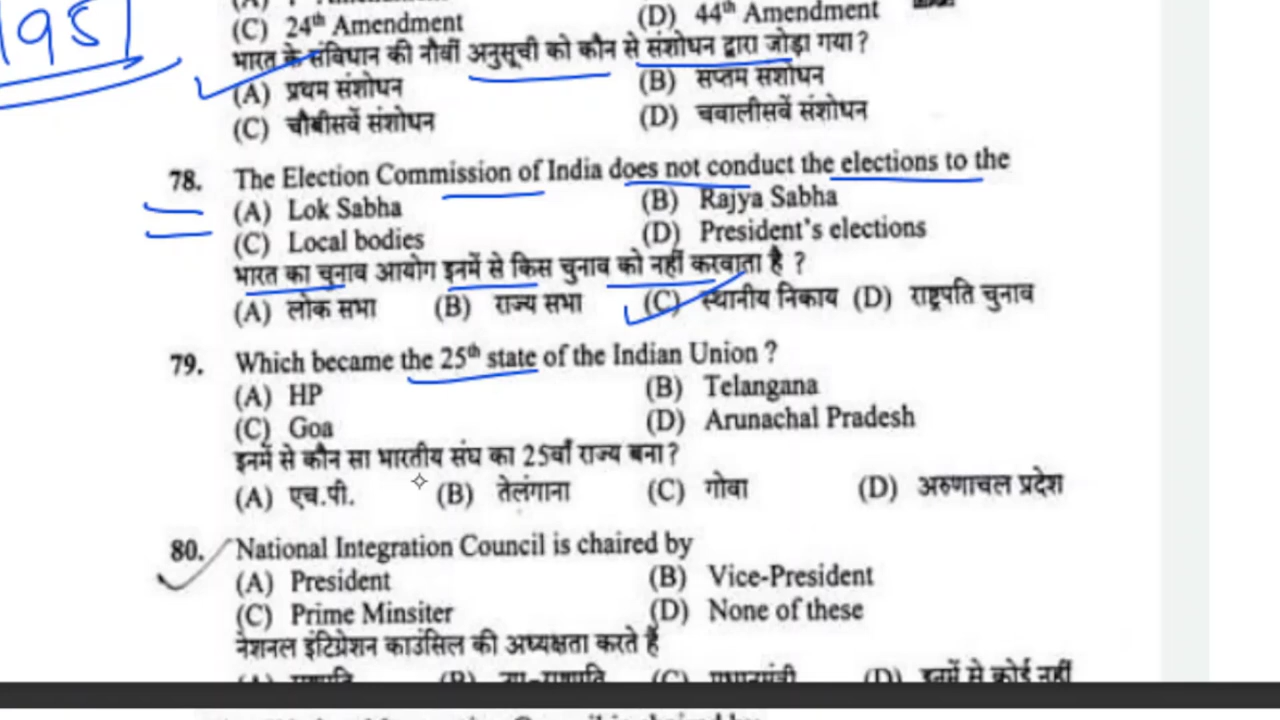 1951
(C) 24th Amendment (D) 44th Amendment
भारत के संविधान की नौवीं अनुसूची को कौन से संशोधन द्वारा जोड़ा गया ?
(A) प्रथम संशोधन (B) सप्तम संशोधन
(C) चौबीसवें संशोधन (D) चवालीसवें संशोधन
78. The Election Commission of India does not conduct the elections to the
(A) Lok Sabha (B) Rajya Sabha
(C) Local bodies (D) President's elections
भारत का चुनाव आयोग इनमें से किस चुनाव को नहीं करवाता है ?
(A) लोक सभा (B) राज्य सभा (C) स्थानीय निकाय (D) राष्ट्रपति चुनाव
79. Which became the 25th state of the Indian Union ?
(A) HP (B) Telangana
(C) Goa (D) Arunachal Pradesh
इनमें से कौन सा भारतीय संघ का 25वाँ राज्य बना ?
(A) एच.पी. (B) तेलंगाना (C) गोवा (D) अरुणाचल प्रदेश
80. National Integration Council is chaired by
(A) President (B) Vice-President
(C) Prime Minsiter (D) None of these
नेशनल इंटिग्रेशन काउंसिल की अध्यक्षता करते हैं
(D) इनमें से कोई नहीं